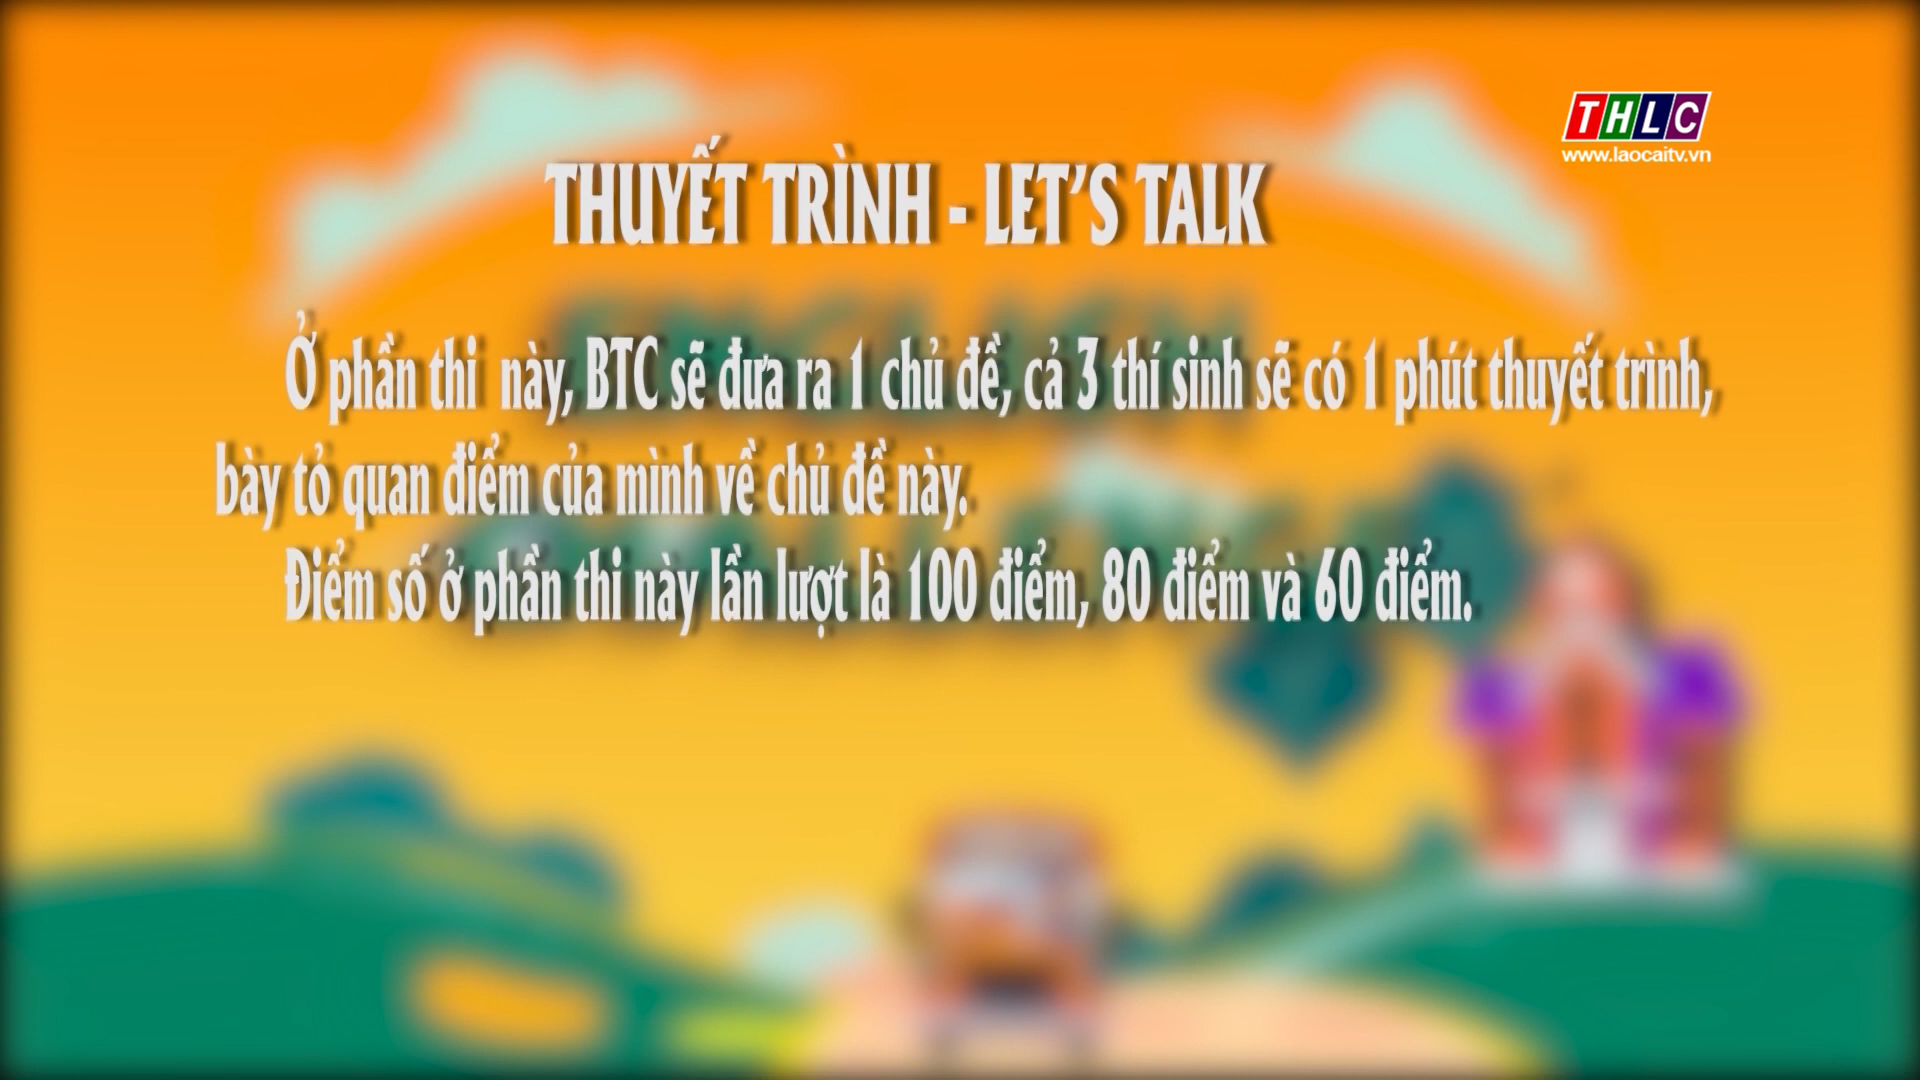 THLC
www.laocaitv.vn
THUYẾT TRÌNH - LET'S TALK
Ở phần thi này, BTC sẽ đưa ra 1 chủ đề, cả 3 thí sinh sẽ có 1 phút thuyết trình,
bày tỏ quan điểm của mình về chủ đề này.
Điểm số ở phần thi này lần lượt là 100 điểm, 80 điểm và 60 điểm.